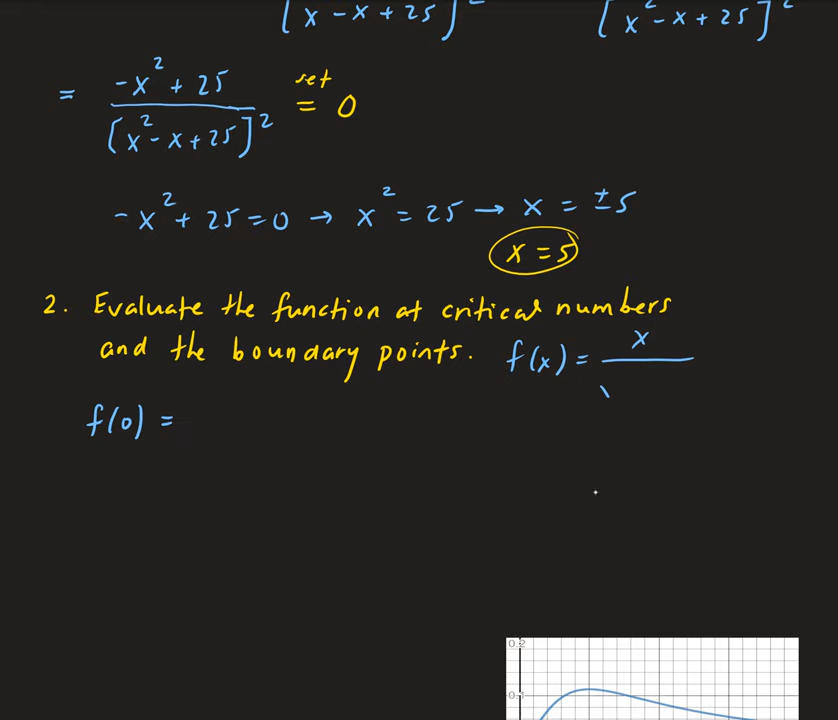 [x - x + 25]² [x² - x + 25]²
= (-x² + 25) / [x² - x + 25]² set = 0
-x² + 25 = 0 → x² = 25 → x = ±5
x = 5
2. Evaluate the function at critical numbers
and the boundary points. f(x) = x /
f(0) =
0.2
0.1